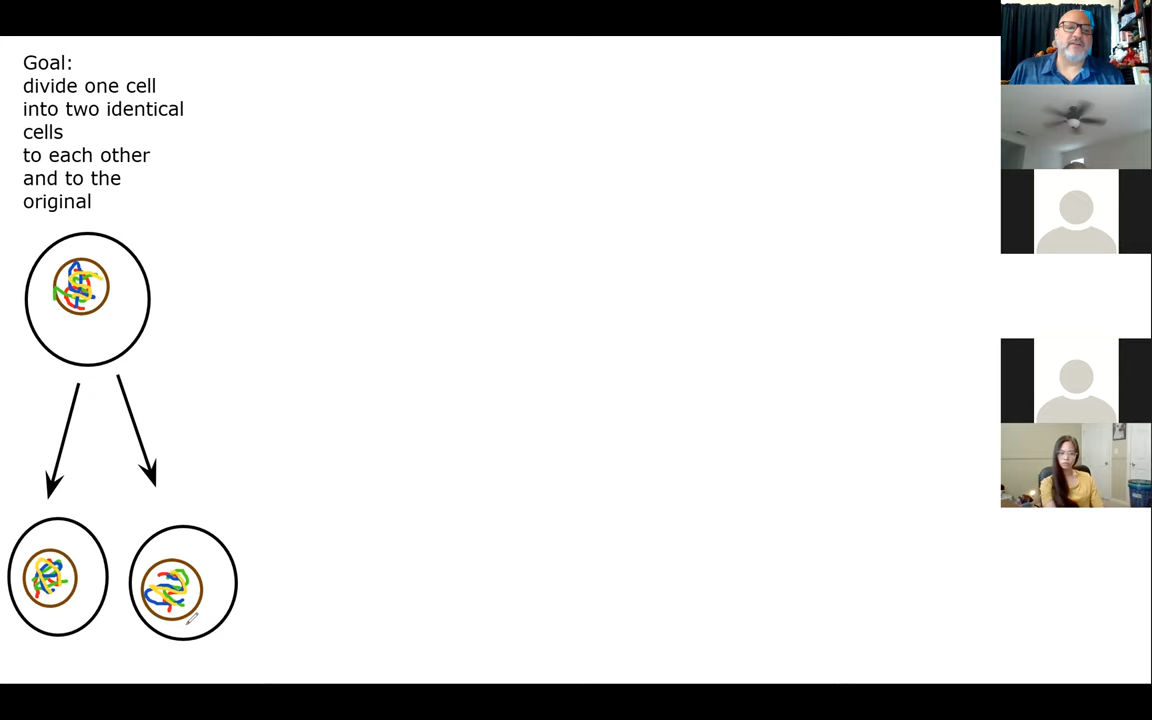 Goal:
divide one cell
into two identical
cells
to each other
and to the
original